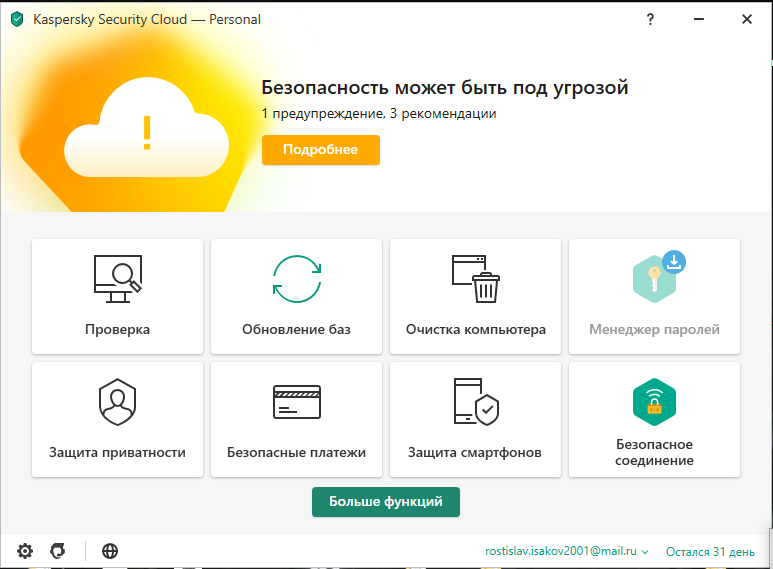 Kaspersky Security Cloud — Personal
?
Безопасность может быть под угрозой
1 предупреждение, 3 рекомендации
Подробнее
Проверка
Обновление баз
Очистка компьютера
Менеджер паролей
Защита приватности
Безопасные платежи
Защита смартфонов
Безопасное
соединение
Больше функций
rostislav.isakov2001@mail.ru
Остался 31 день